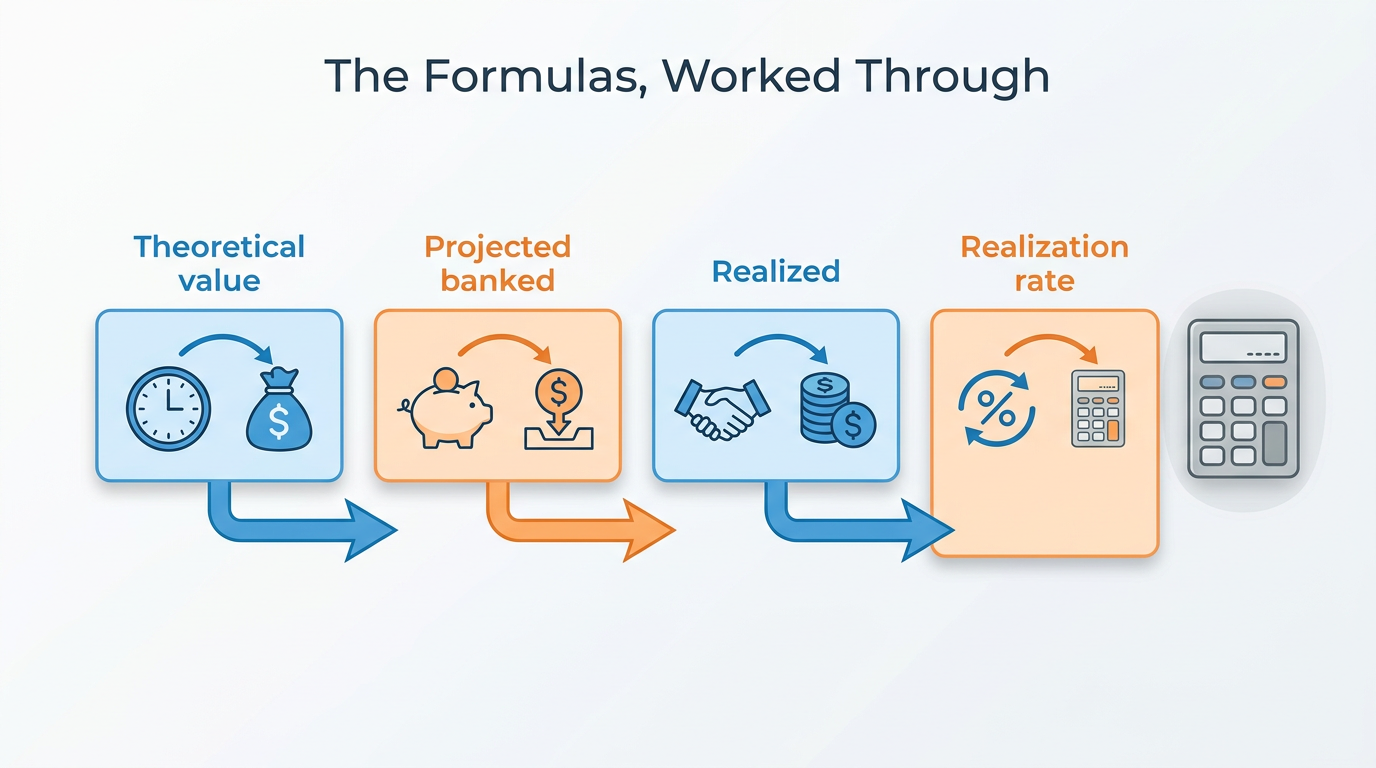 The Formulas, Worked Through
Theoretical
value
Projected
banked
Realized
Realization
rate
$
$
$
$
%